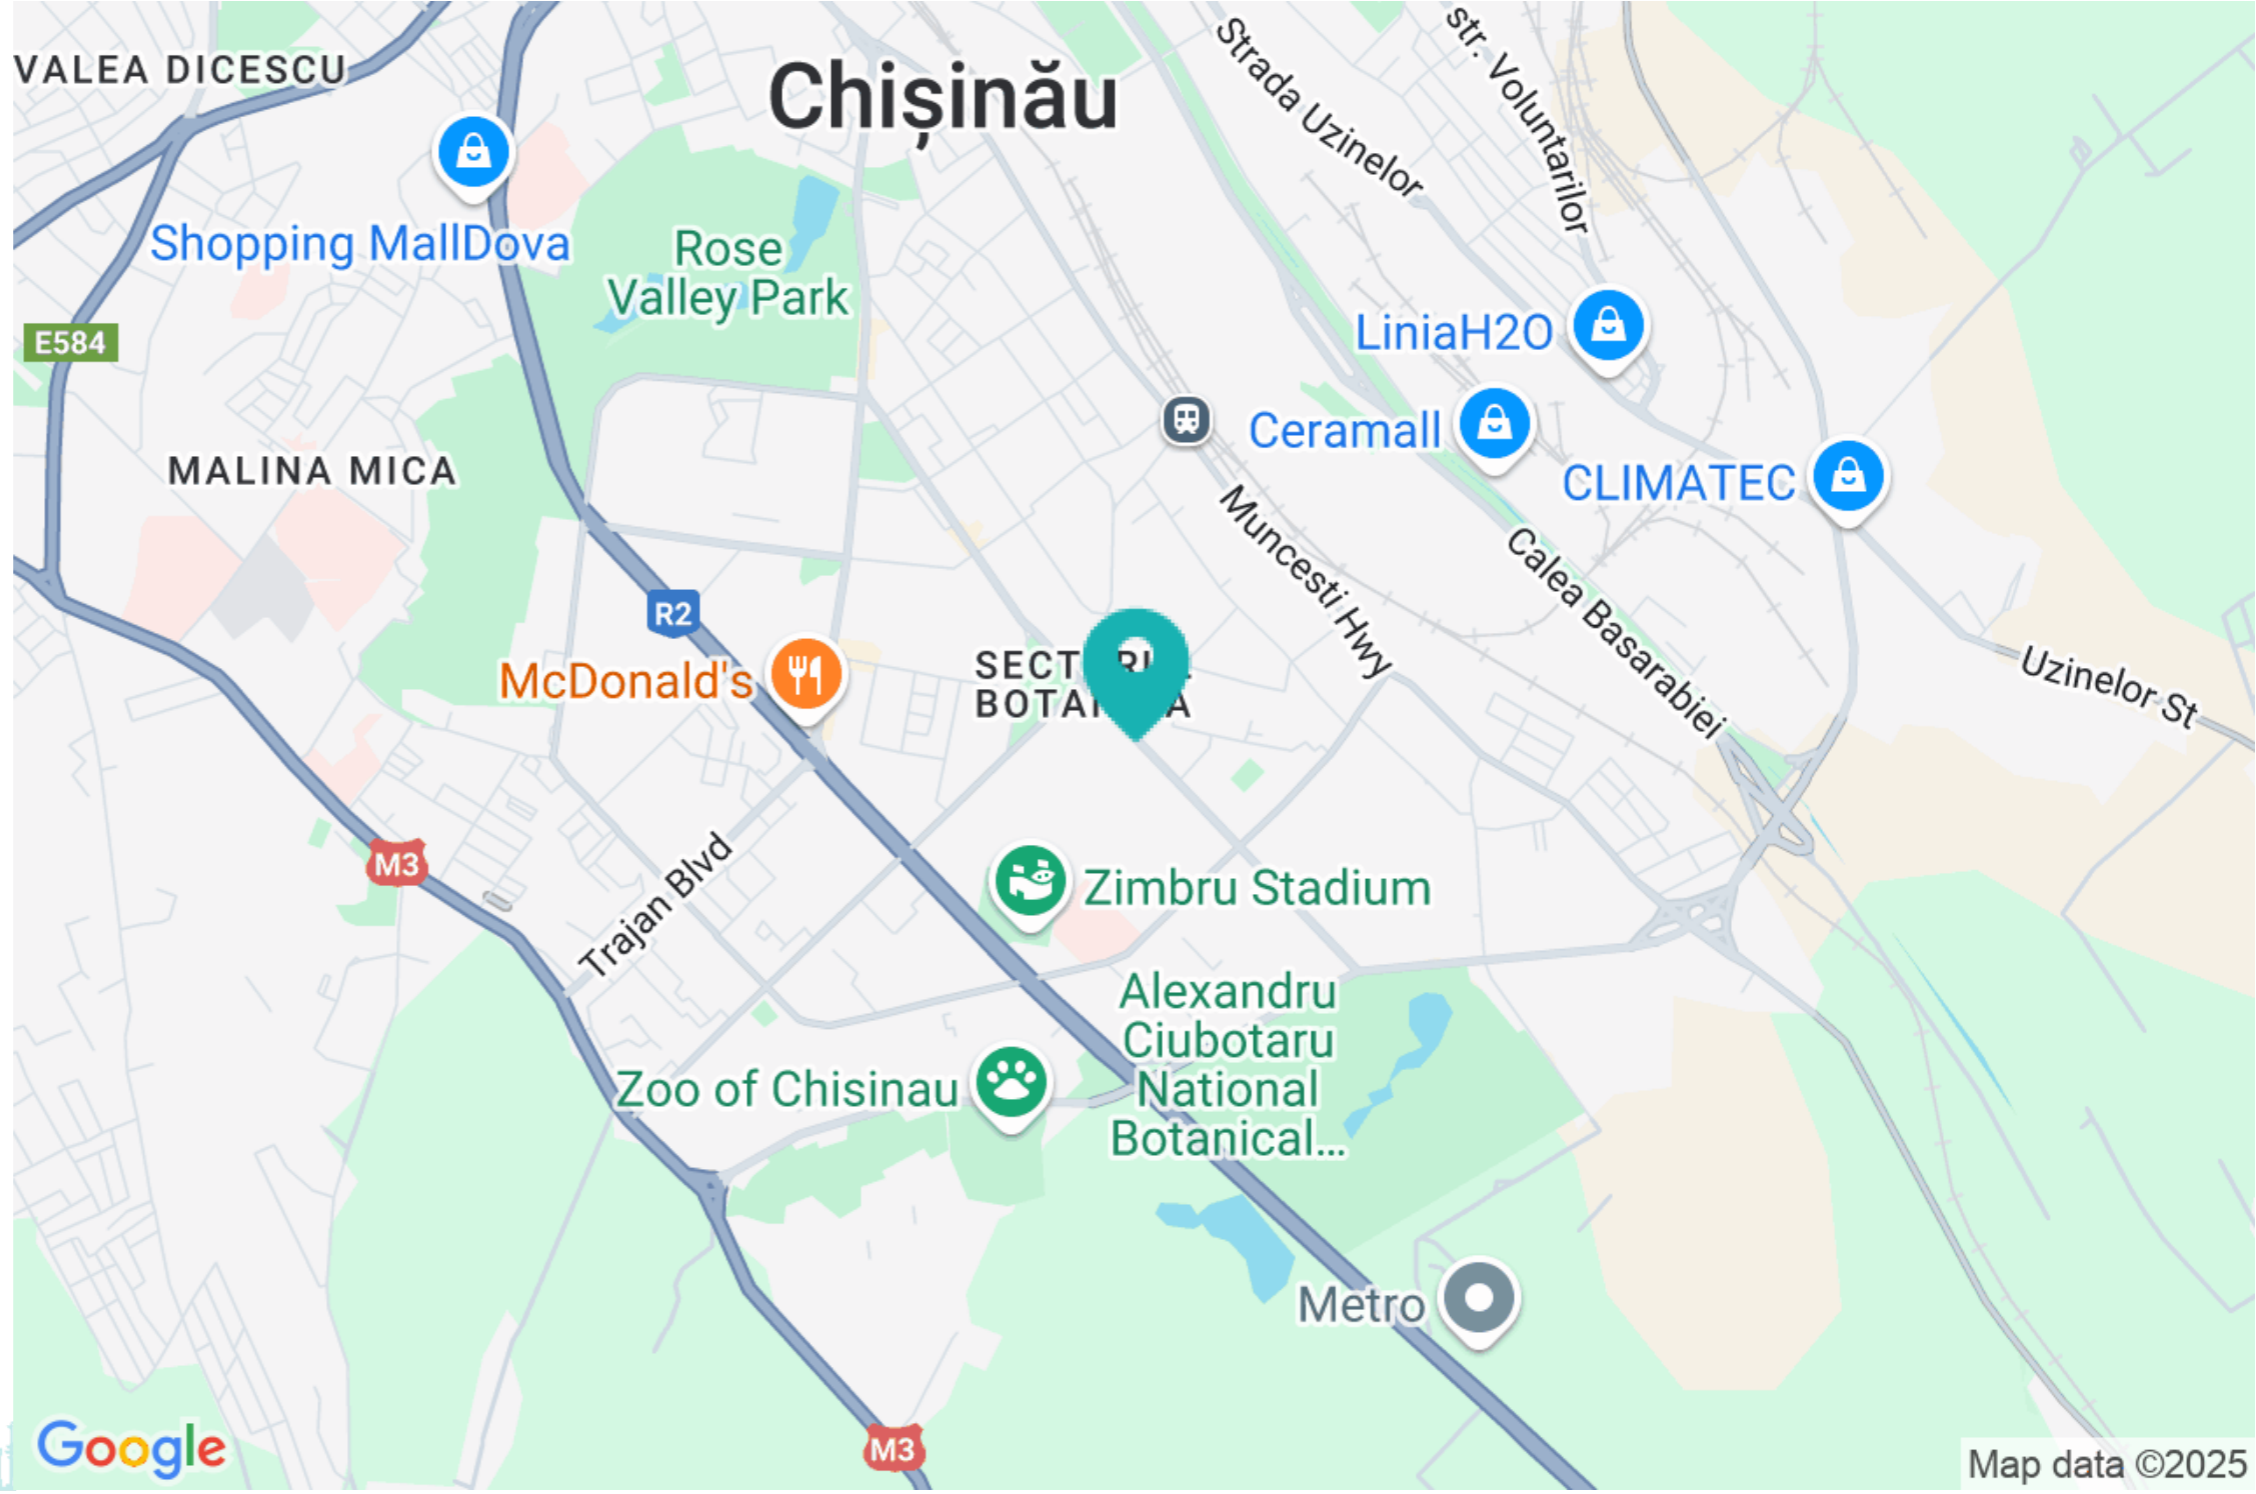 VALEA DICESCU
Chișinău
Strada Uzinelor
str. Voluntarilor
Shopping MallDova
Rose
Valley Park
E584
LiniaH2O
Ceramall
CLIMATEC
MALINA MICA
Muncesti Hwy
Calea Basarabiei
R2
McDonald's
Uzinelor St
M3
Trajan Blvd
Zimbru Stadium
Alexandru
Ciubotaru
National
Botanical...
Zoo of Chisinau
Metro
M3
Google
Map data ©2025